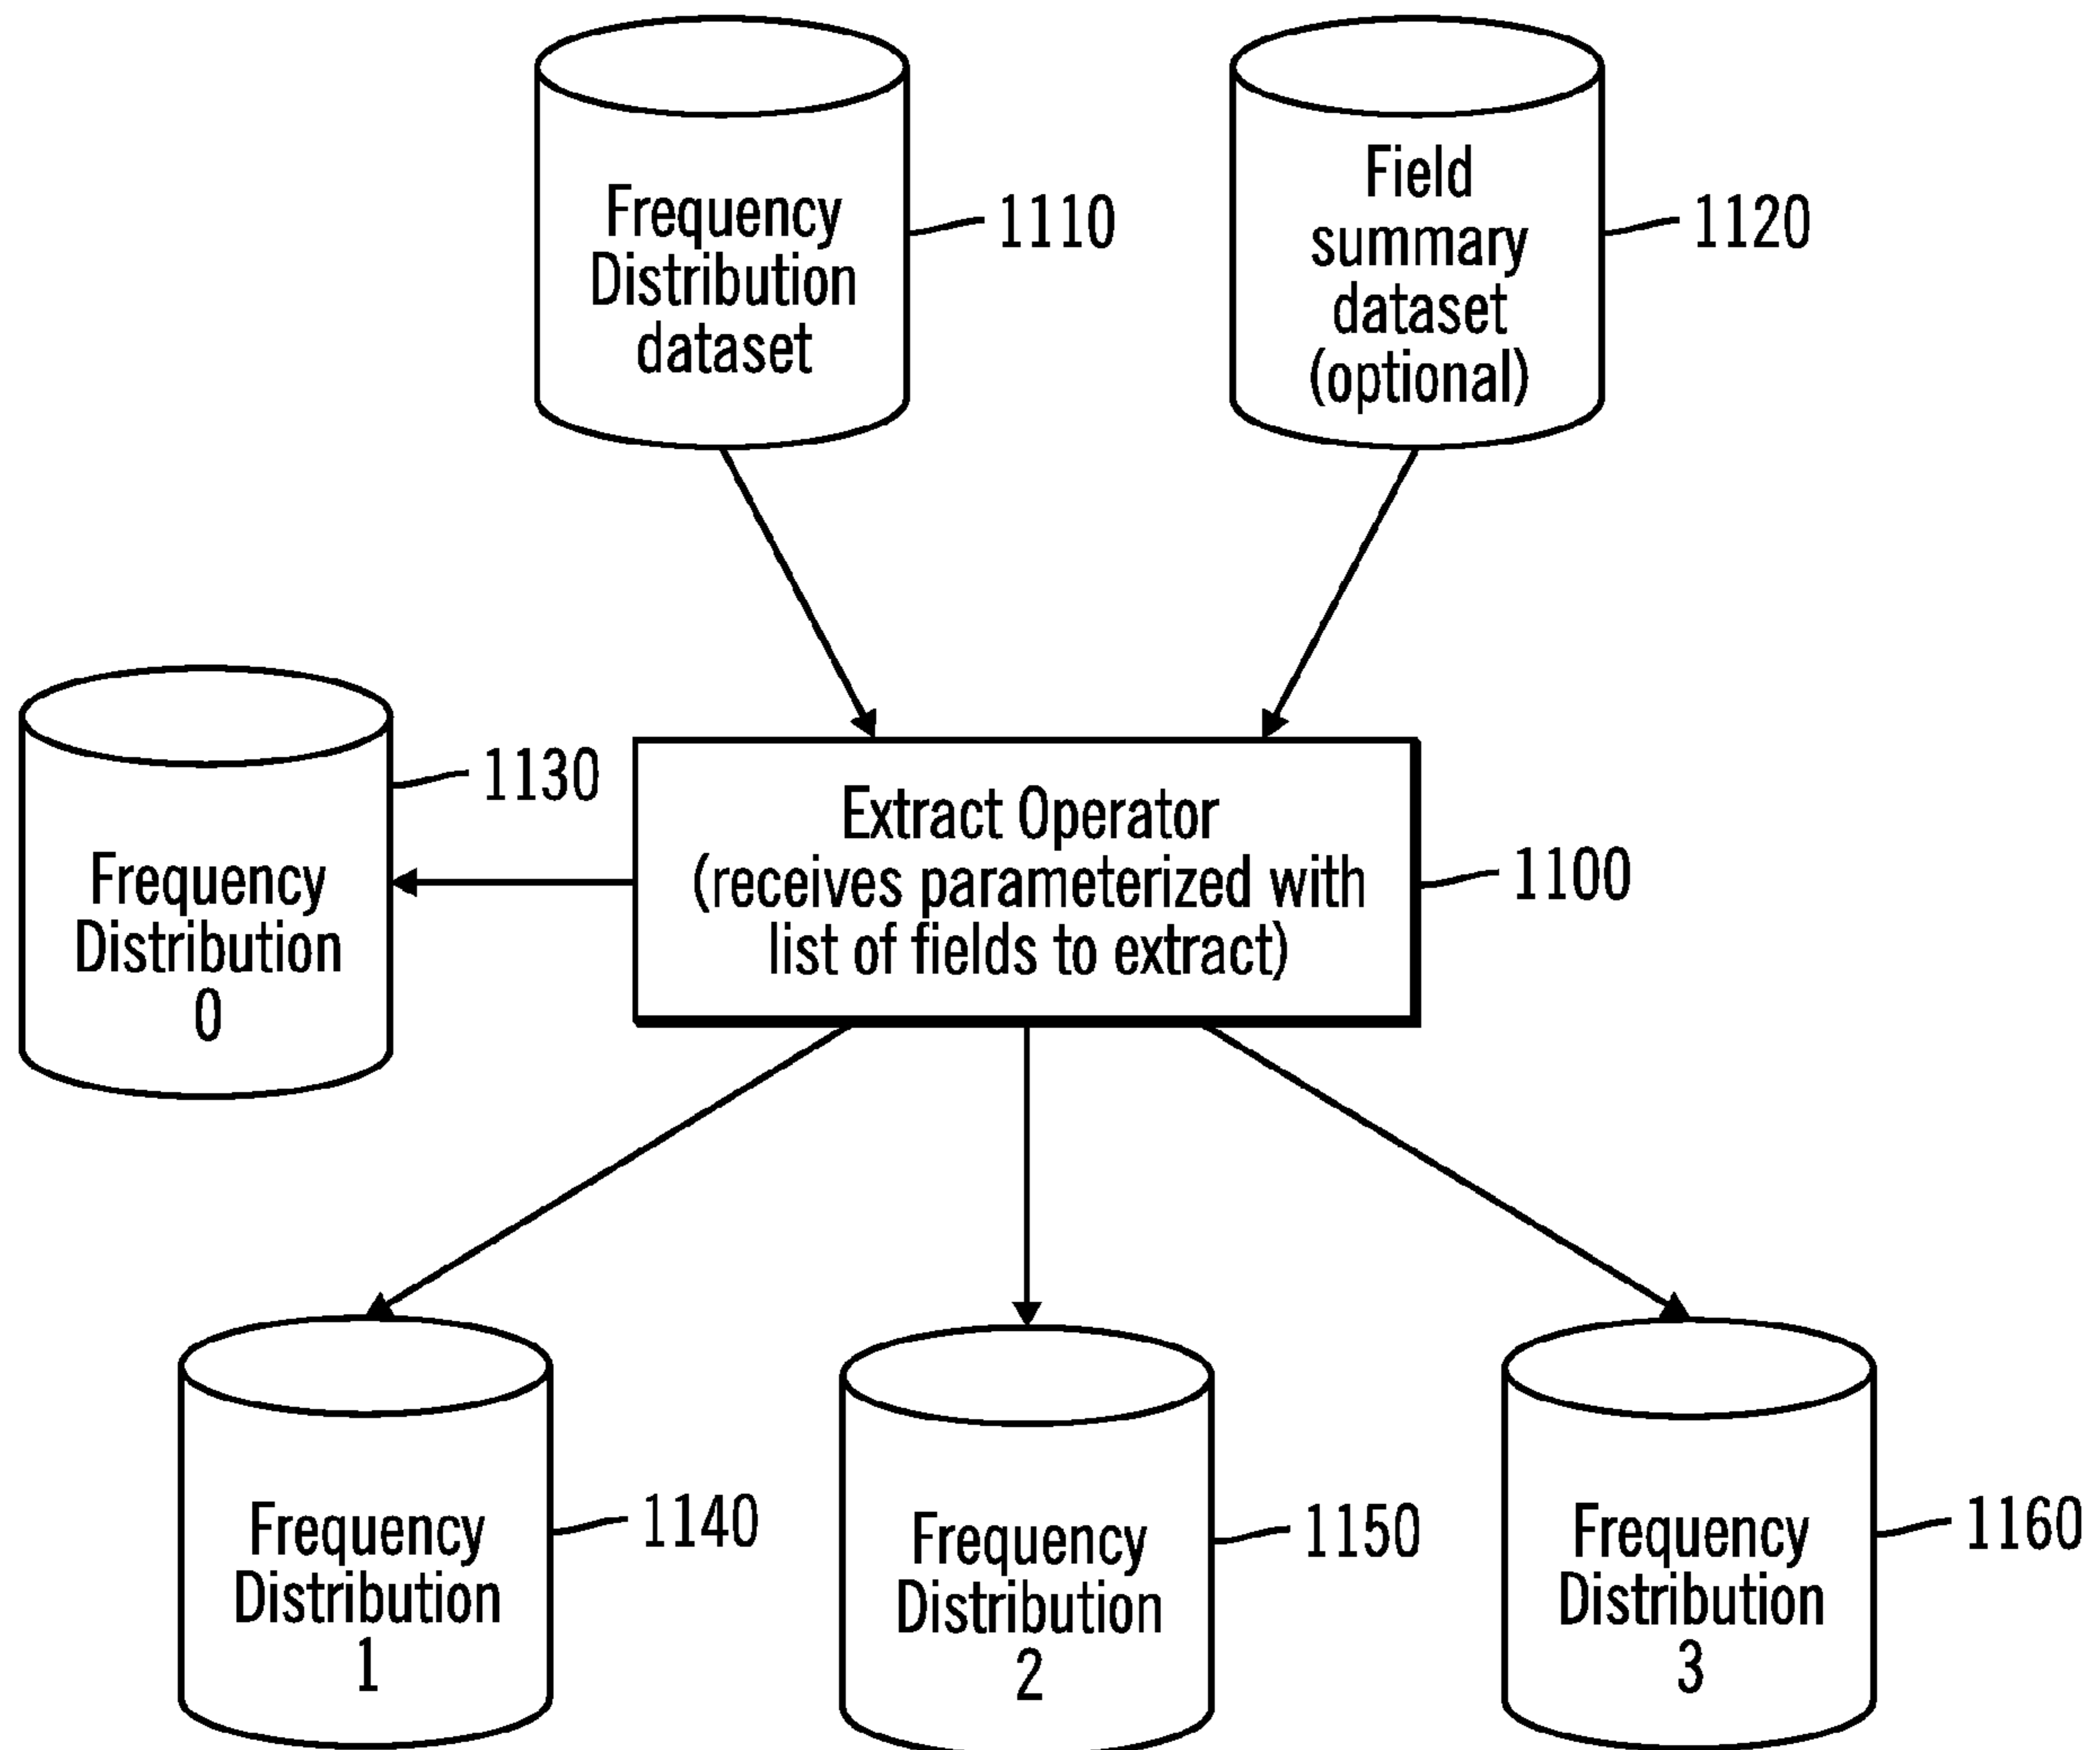 Frequency
Distribution
dataset
1110
Field
summary
dataset
(optional)
1120
1130
Frequency
Distribution
0
Extract Operator
(receives parameterized with
list of fields to extract)
1100
Frequency
Distribution
1
1140
Frequency
Distribution
2
1150
Frequency
Distribution
3
1160